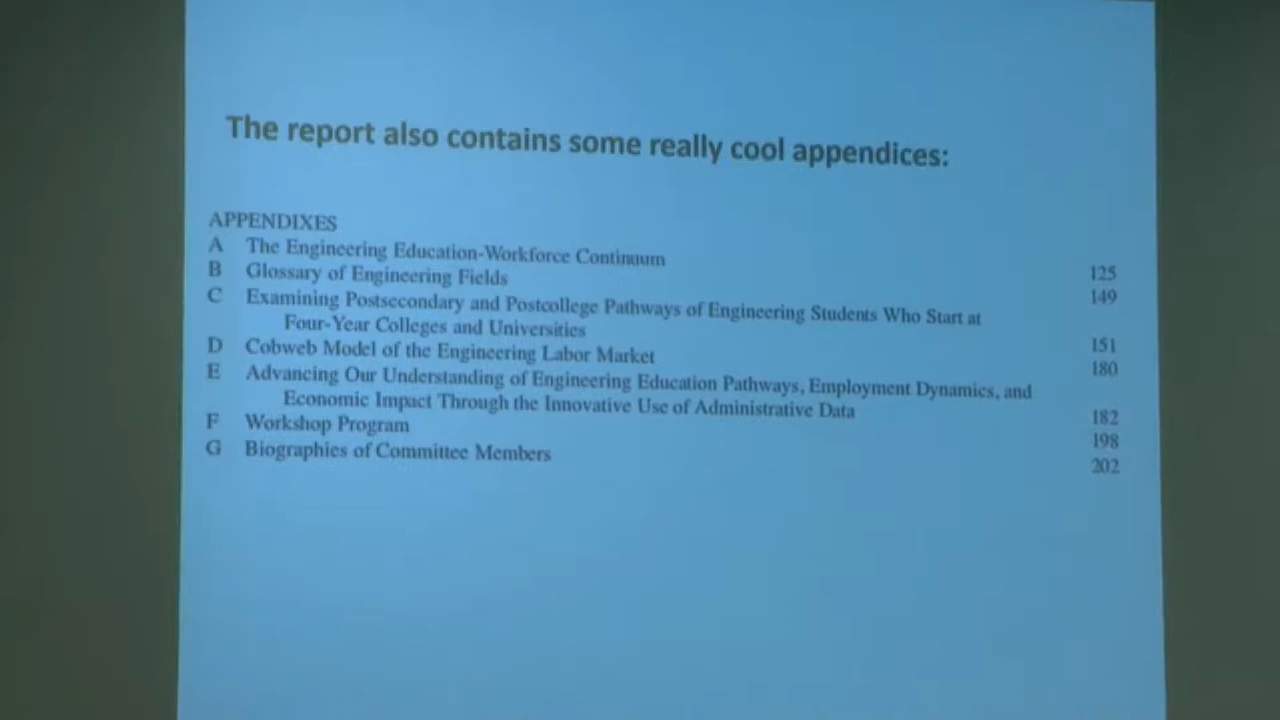 The report also contains some really cool appendices:
APPENDIXES
A The Engineering Education-Workforce Continuum 125
B Glossary of Engineering Fields 149
C Examining Postsecondary and Postcollege Pathways of Engineering Students Who Start at
Four-Year Colleges and Universities 151
D Cobweb Model of the Engineering Labor Market 180
E Advancing Our Understanding of Engineering Education Pathways, Employment Dynamics, and
Economic Impact Through the Innovative Use of Administrative Data 182
F Workshop Program 198
G Biographies of Committee Members 202